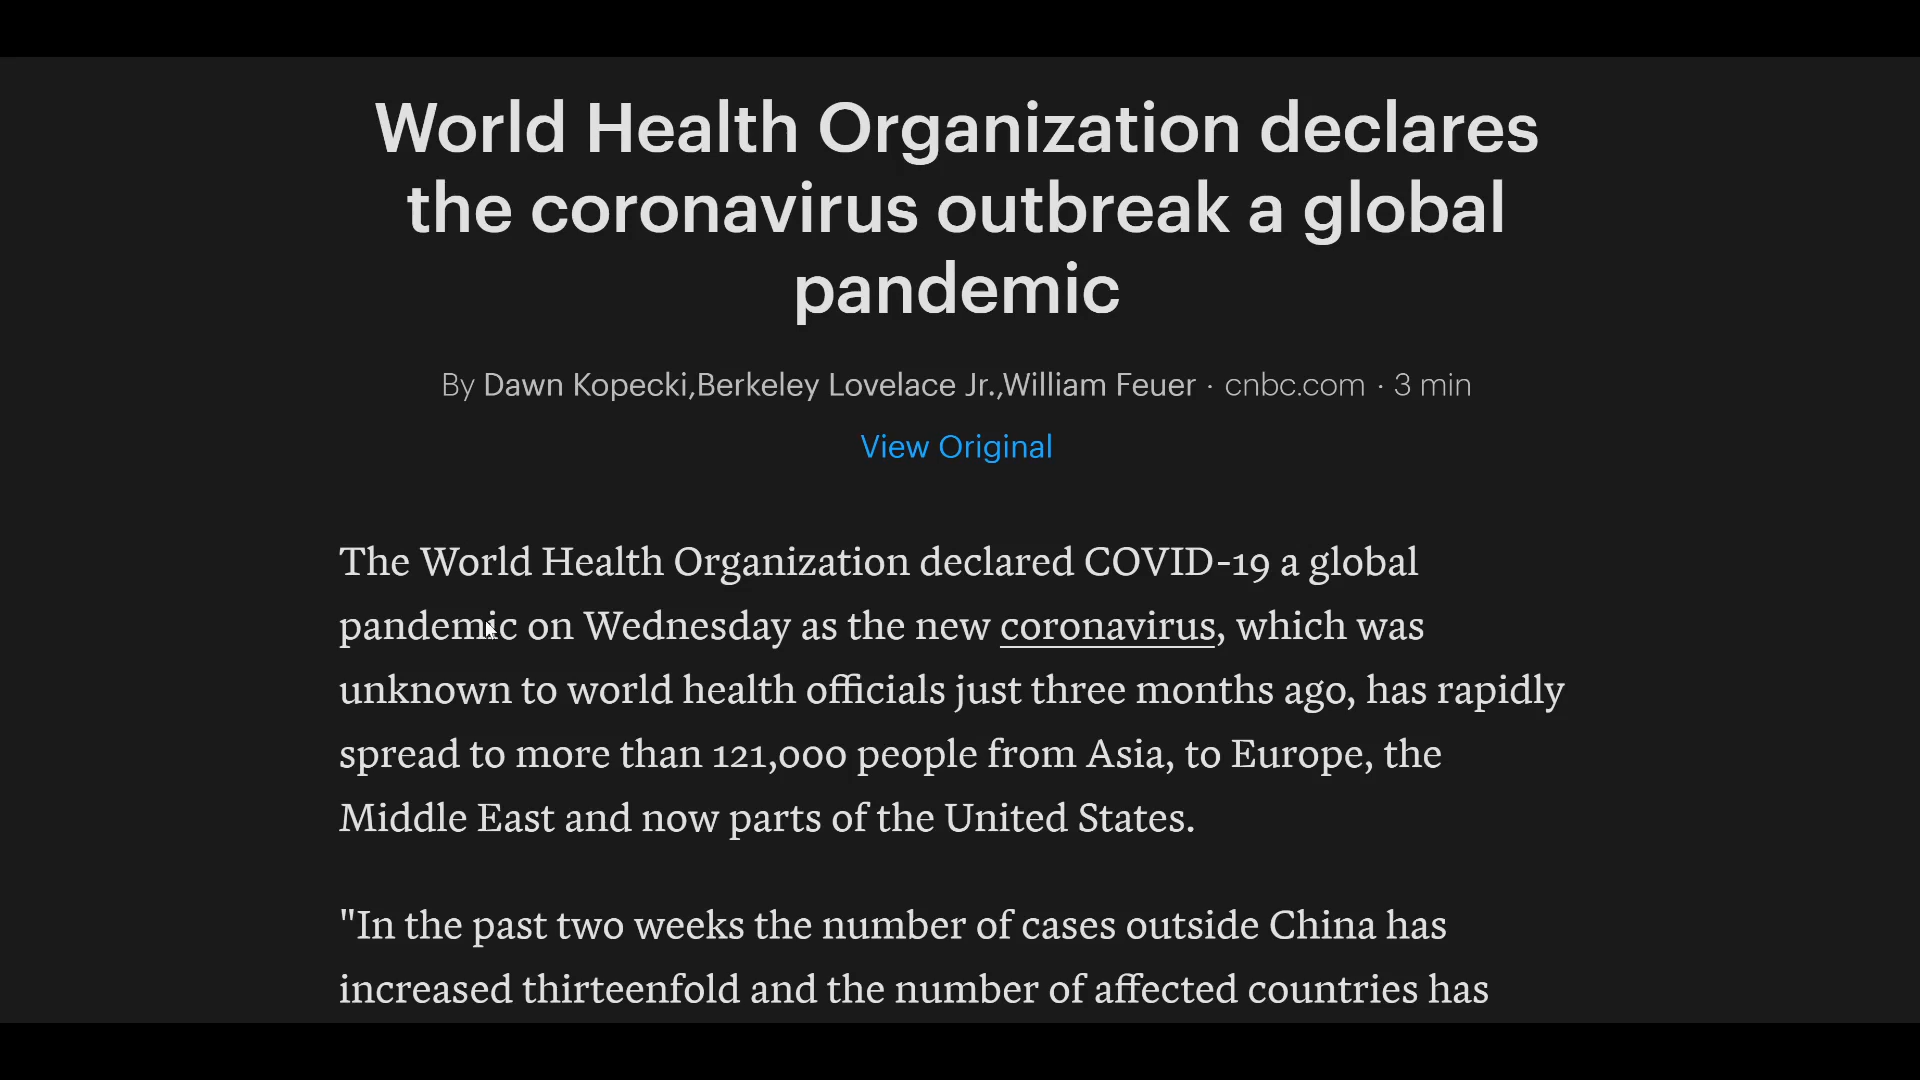 World Health Organization declares
the coronavirus outbreak a global
pandemic
By Dawn Kopecki,Berkeley Lovelace Jr.,William Feuer · cnbc.com · 3 min
View Original
The World Health Organization declared COVID-19 a global
pandemic on Wednesday as the new coronavirus, which was
unknown to world health officials just three months ago, has rapidly
spread to more than 121,000 people from Asia, to Europe, the
Middle East and now parts of the United States.
"In the past two weeks the number of cases outside China has
increased thirteenfold and the number of affected countries has